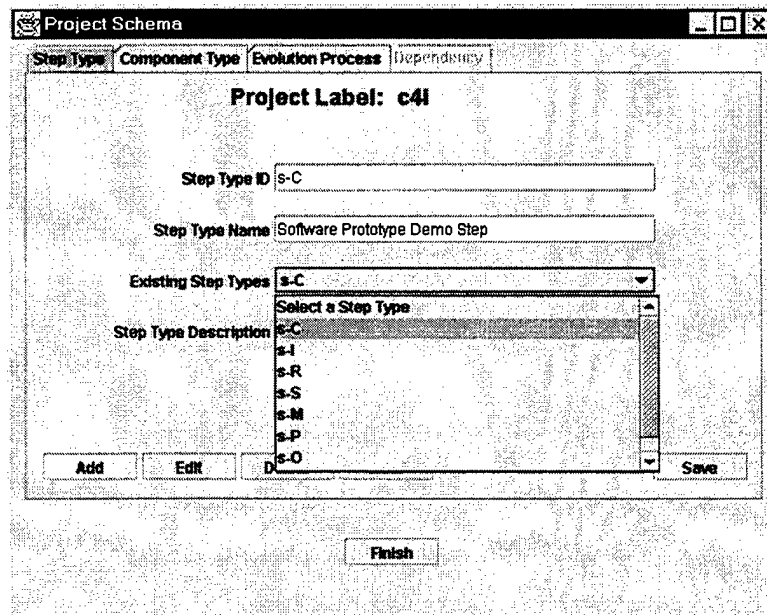 Project Schema
Step Type Component Type Evolution Process Dependency
Project Label: c4I
Step Type ID s-C
Step Type Name Software Prototype Demo Step
Existing Step Types s-C
Select a Step Type
Step Type Description s-C
s-I
s-R
s-S
s-M
s-P
s-O
Add Edit D Save
Finish